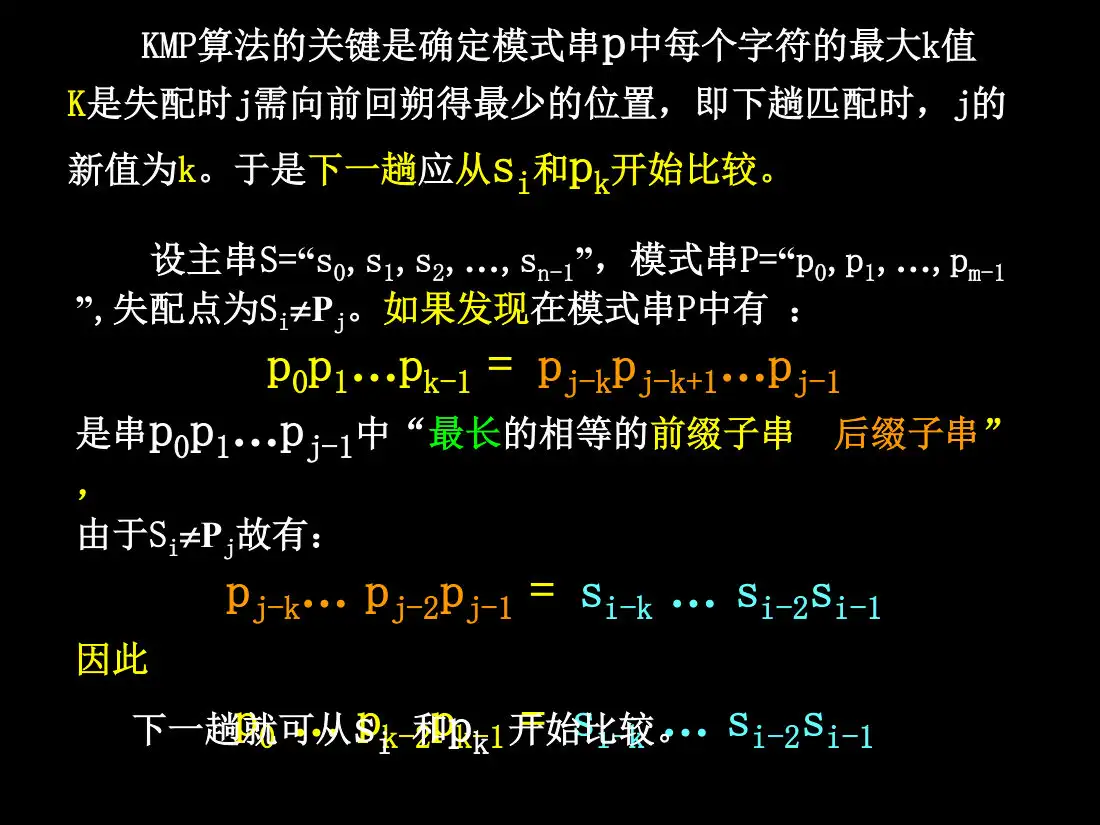 KMP算法的关键是确定模式串p中每个字符的最大k值
K是失配时j需向前回朔得最少的位置，即下趟匹配时，j的
新值为k。于是下一趟应从si和pk开始比较。
设主串S=“s0,s1,s2,…,sn-1”，模式串P=“p0,p1,…,pm-1
”,失配点为Si≠Pj。如果发现在模式串P中有 ：
p0p1…pk-1 = pj-kpj-k+1…pj-1
是串p0p1…pj-1中“最长的相等的前缀子串 后缀子串”
，
由于Si≠Pj故有：
pj-k… pj-2pj-1 = si-k … si-2si-1
因此
p0 … pk-2pk-1 = si-k … si-2si-1
下一趟就可从si 和pk 开始比较。